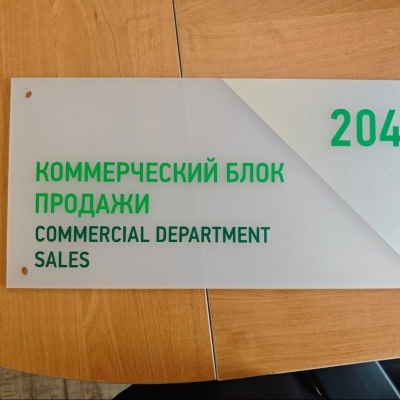 204
КОММЕРЧЕСКИЙ БЛОК
ПРОДАЖИ
COMMERCIAL DEPARTMENT
SALES